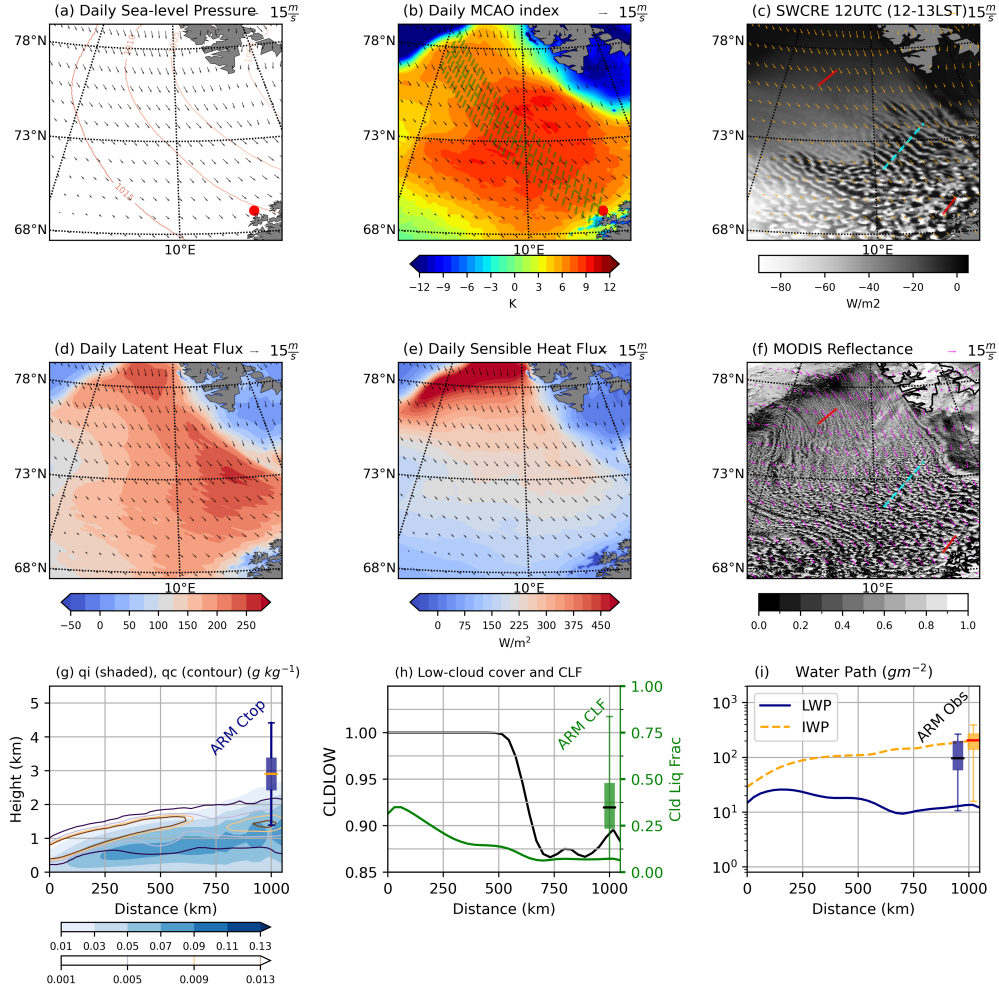 (a) Daily Sea-level Pressure → 15 m/s
(b) Daily MCAO index → 15 m/s
(c) SWCRE 12UTC (12-13LST) 15 m/s
78°N
73°N
68°N
10°E
1015
78°N
73°N
68°N
10°E
−12 −9 −6 −3 0 3 6 9 12
K
78°N
73°N
68°N
10°E
−80 −60 −40 −20 0
W/m2
(d) Daily Latent Heat Flux → 15 m/s
(e) Daily Sensible Heat Flux → 15 m/s
(f) MODIS Reflectance → 15 m/s
78°N
73°N
68°N
10°E
−50 0 50 100 150 200 250
78°N
73°N
68°N
10°E
0 75 150 225 300 375 450
W/m²
78°N
73°N
68°N
10°E
0.0 0.2 0.4 0.6 0.8 1.0
(g) qi (shaded), qc (contour) (g kg⁻¹)
Height (km)
5
4
3
2
1
0
ARM Ctop
0 250 500 750 1000
Distance (km)
0.01 0.03 0.05 0.07 0.09 0.11 0.13
0.001 0.005 0.009 0.013
(h) Low-cloud cover and CLF
CLDLOW
1.00
0.95
0.90
0.85
ARM CLF
1.00
0.75
0.50
0.25
0.00
Cld Liq Frac
0 250 500 750 1000
Distance (km)
(i) Water Path (gm⁻²)
10³
10²
10¹
10⁰
LWP
IWP
ARM Obs
0 250 500 750 1000
Distance (km)